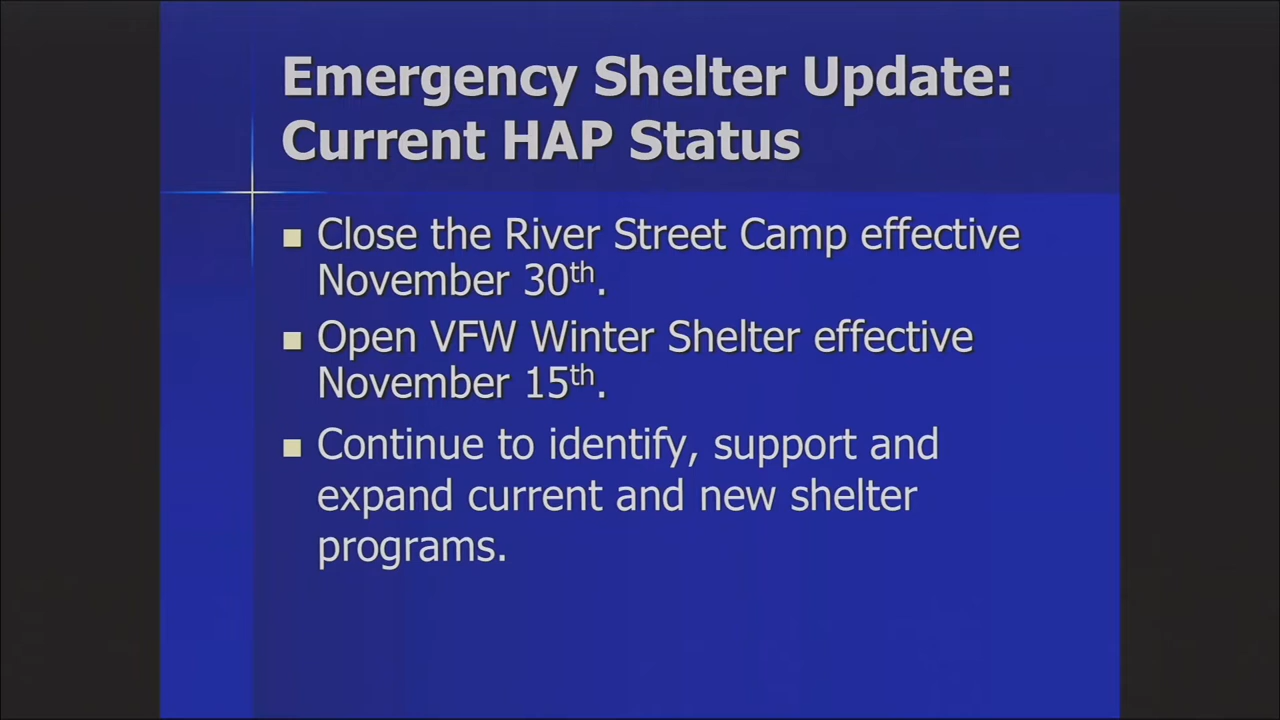 Emergency Shelter Update:
Current HAP Status
Close the River Street Camp effective
November 30th.
Open VFW Winter Shelter effective
November 15th.
Continue to identify, support and
expand current and new shelter
programs.